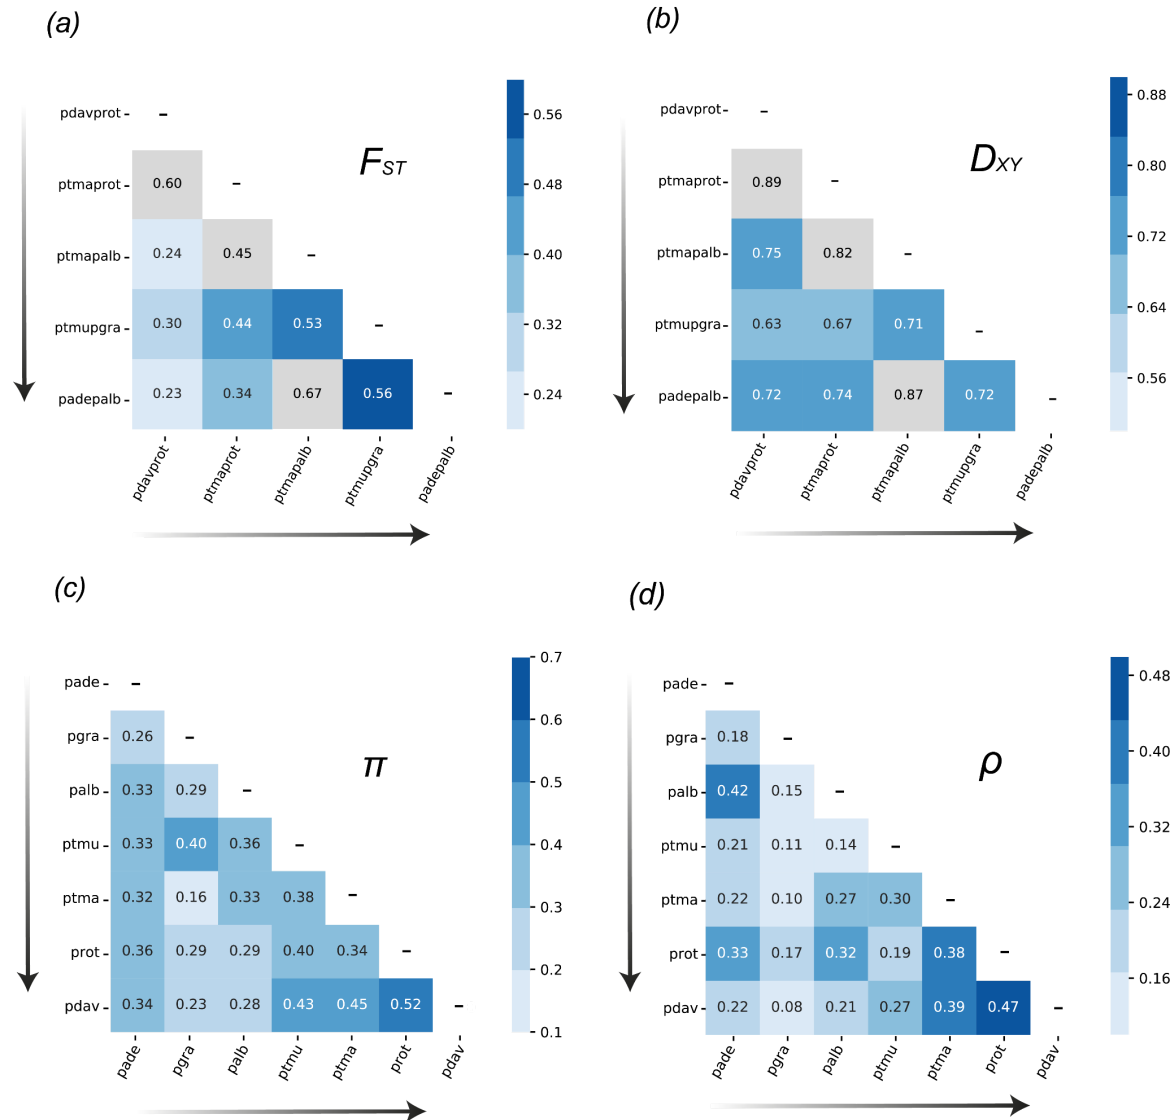 (a)
F_ST
pdavprot –
ptmaprot 0.60 –
ptmapalb 0.24 0.45 –
ptmupgra 0.30 0.44 0.53 –
padepalb 0.23 0.34 0.67 0.56 –
pdavprot ptmaprot ptmapalb ptmupgra padepalb
0.56
0.48
0.40
0.32
0.24
(b)
D_XY
pdavprot –
ptmaprot 0.89 –
ptmapalb 0.75 0.82 –
ptmupgra 0.63 0.67 0.71 –
padepalb 0.72 0.74 0.87 0.72 –
pdavprot ptmaprot ptmapalb ptmupgra padepalb
0.88
0.80
0.72
0.64
0.56
(c)
π
pade –
pgra 0.26 –
palb 0.33 0.29 –
ptmu 0.33 0.40 0.36 –
ptma 0.32 0.16 0.33 0.38 –
prot 0.36 0.29 0.29 0.40 0.34 –
pdav 0.34 0.23 0.28 0.43 0.45 0.52 –
pade pgra palb ptmu ptma prot pdav
0.7
0.6
0.5
0.4
0.3
0.2
0.1
(d)
ρ
pade –
pgra 0.18 –
palb 0.42 0.15 –
ptmu 0.21 0.11 0.14 –
ptma 0.22 0.10 0.27 0.30 –
prot 0.33 0.17 0.32 0.19 0.38 –
pdav 0.22 0.08 0.21 0.27 0.39 0.47 –
pade pgra palb ptmu ptma prot pdav
0.48
0.40
0.32
0.24
0.16